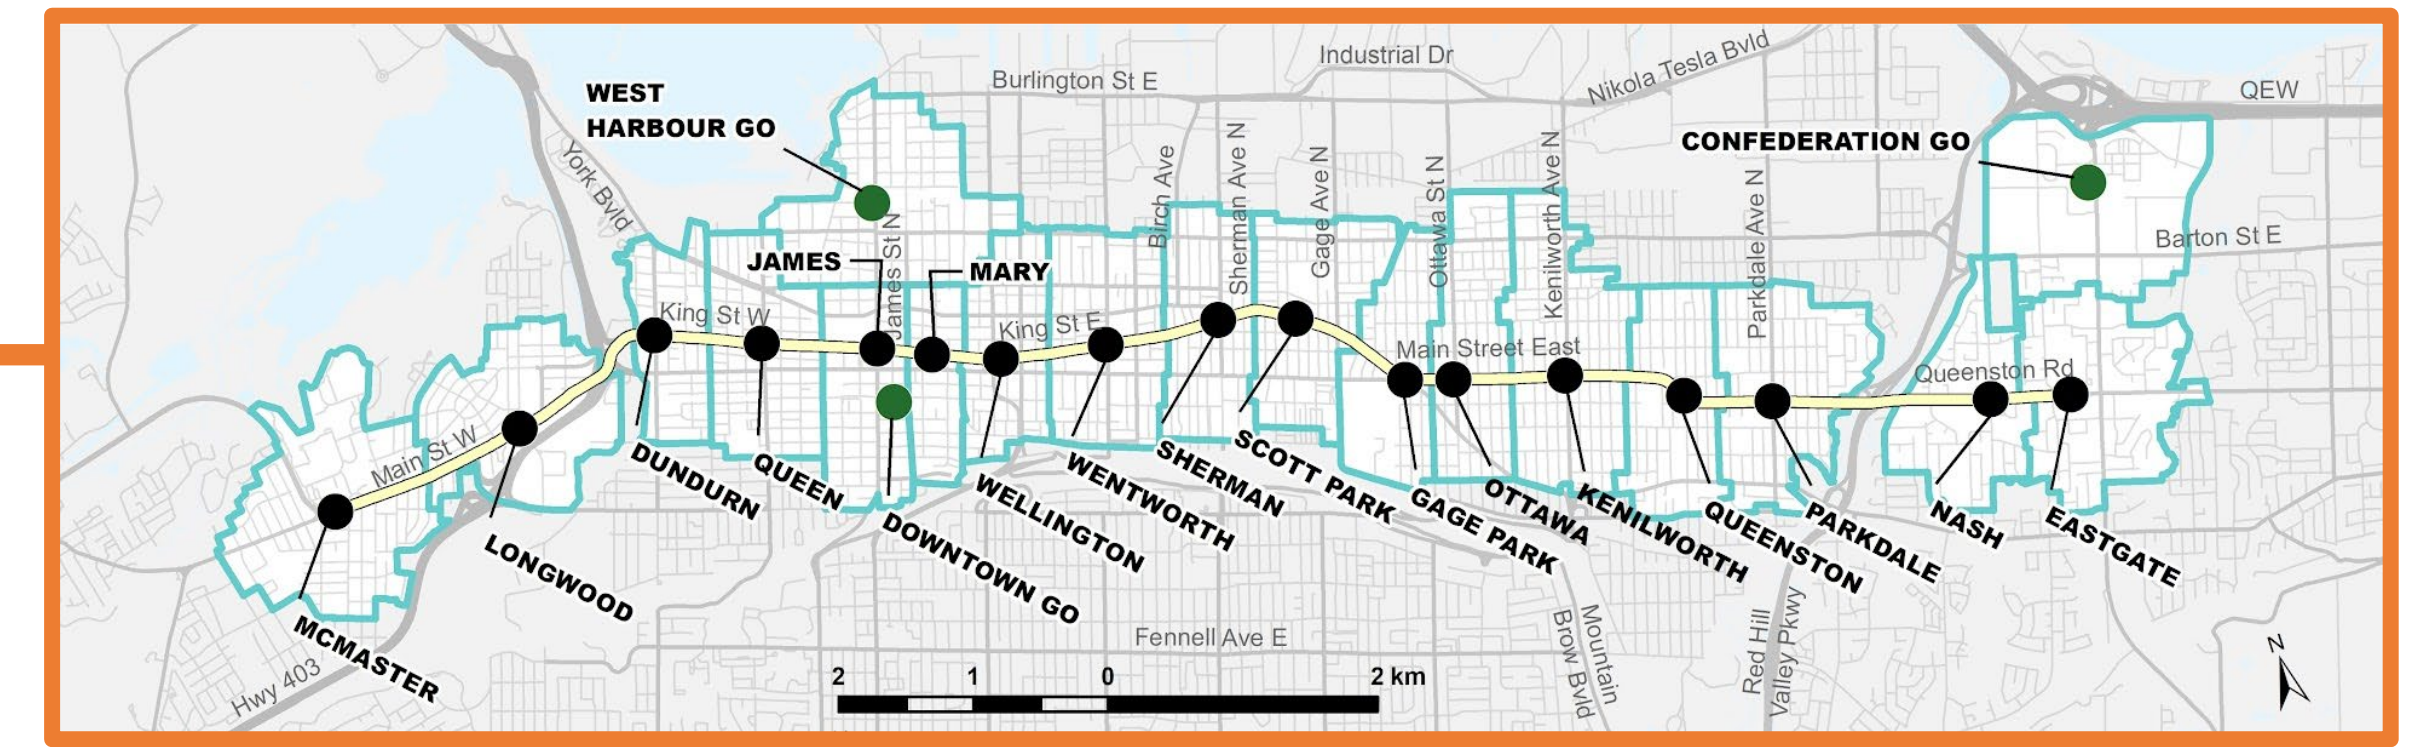 Industrial Dr
Nikola Tesla Bvld
Burlington St E
QEW
WEST
HARBOUR GO
CONFEDERATION GO
York Bvld
Birch Ave
Sherman Ave N
Gage Ave N
Ottawa St N
Kenilworth Ave N
Parkdale Ave N
Barton St E
James St N
JAMES
MARY
King St W
King St E
Main Street East
Queenston Rd
Main St W
DUNDURN
QUEEN
DOWNTOWN GO
WELLINGTON
WENTWORTH
SHERMAN
SCOTT PARK
GAGE PARK
OTTAWA
KENILWORTH
QUEENSTON
PARKDALE
NASH
EASTGATE
LONGWOOD
MCMASTER
Hwy 403
Fennell Ave E
Mountain
Brow Bvld
Red Hill
Valley Pkwy
2 1 0 2 km
N